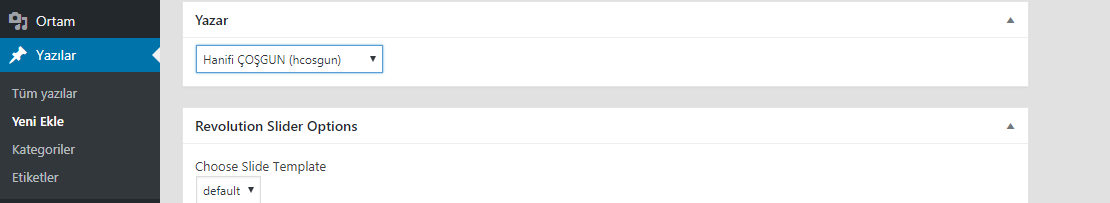 Ortam
Yazılar
Tüm yazılar
Yeni Ekle
Kategoriler
Etiketler
Yazar
Hanifi ÇOŞGUN (hcosgun)
Revolution Slider Options
Choose Slide Template
default